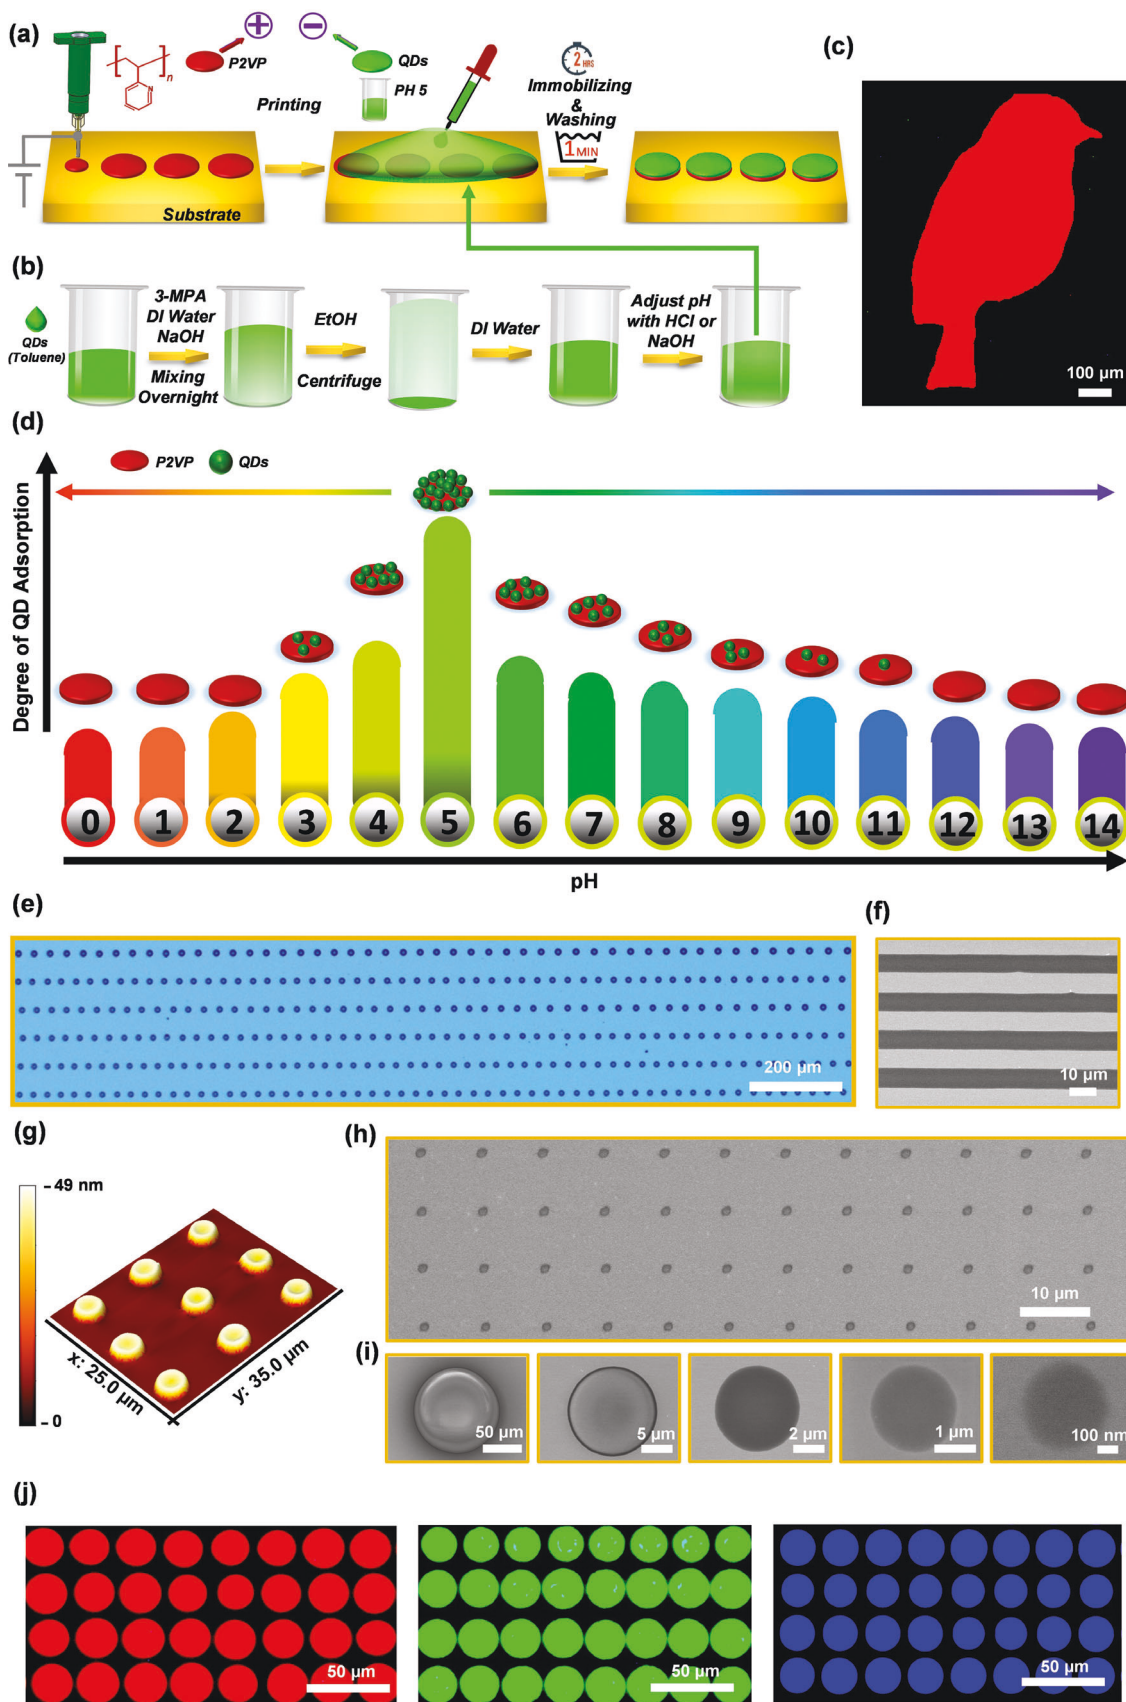 (a)
P2VP
n
N
+
−
QDs
PH 5
Printing
2
HRS
Immobilizing
&
Washing
1 MIN
Substrate
(b)
QDs
(Toluene)
3-MPA
DI Water
NaOH
Mixing
Overnight
EtOH
Centrifuge
DI Water
Adjust pH
with HCl or
NaOH
(c)
100 µm
(d)
P2VP
QDs
Degree of QD Adsorption
0 1 2 3 4 5 6 7 8 9 10 11 12 13 14
pH
(e)
200 µm
(f)
10 µm
(g)
49 nm
0
x: 25.0 µm
y: 35.0 µm
(h)
10 µm
(i)
50 µm
5 µm
2 µm
1 µm
100 nm
(j)
50 µm
50 µm
50 µm